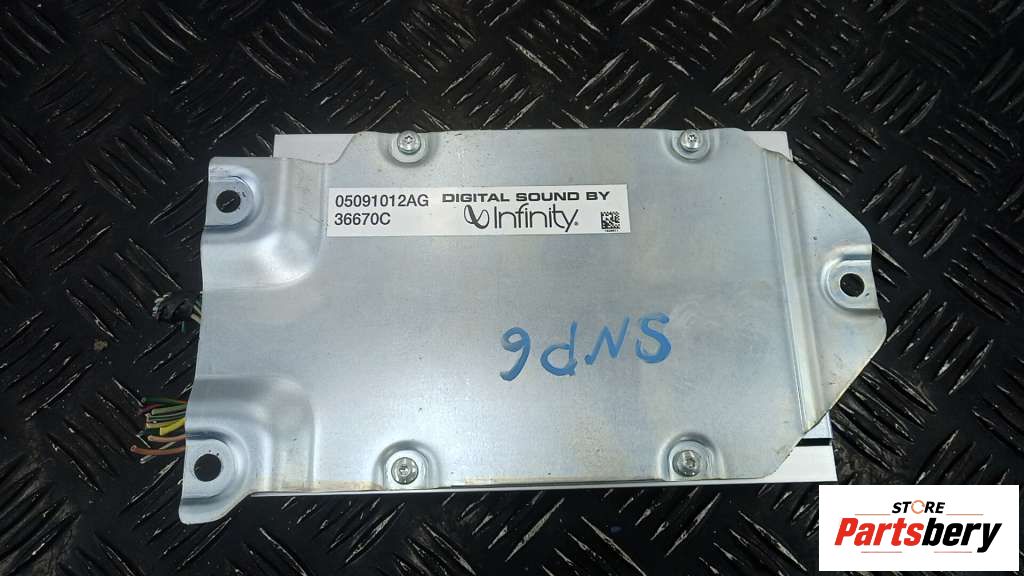 05091012AG DIGITAL SOUND BY
36670C Infinity®
SNP6
STORE
Partsbery